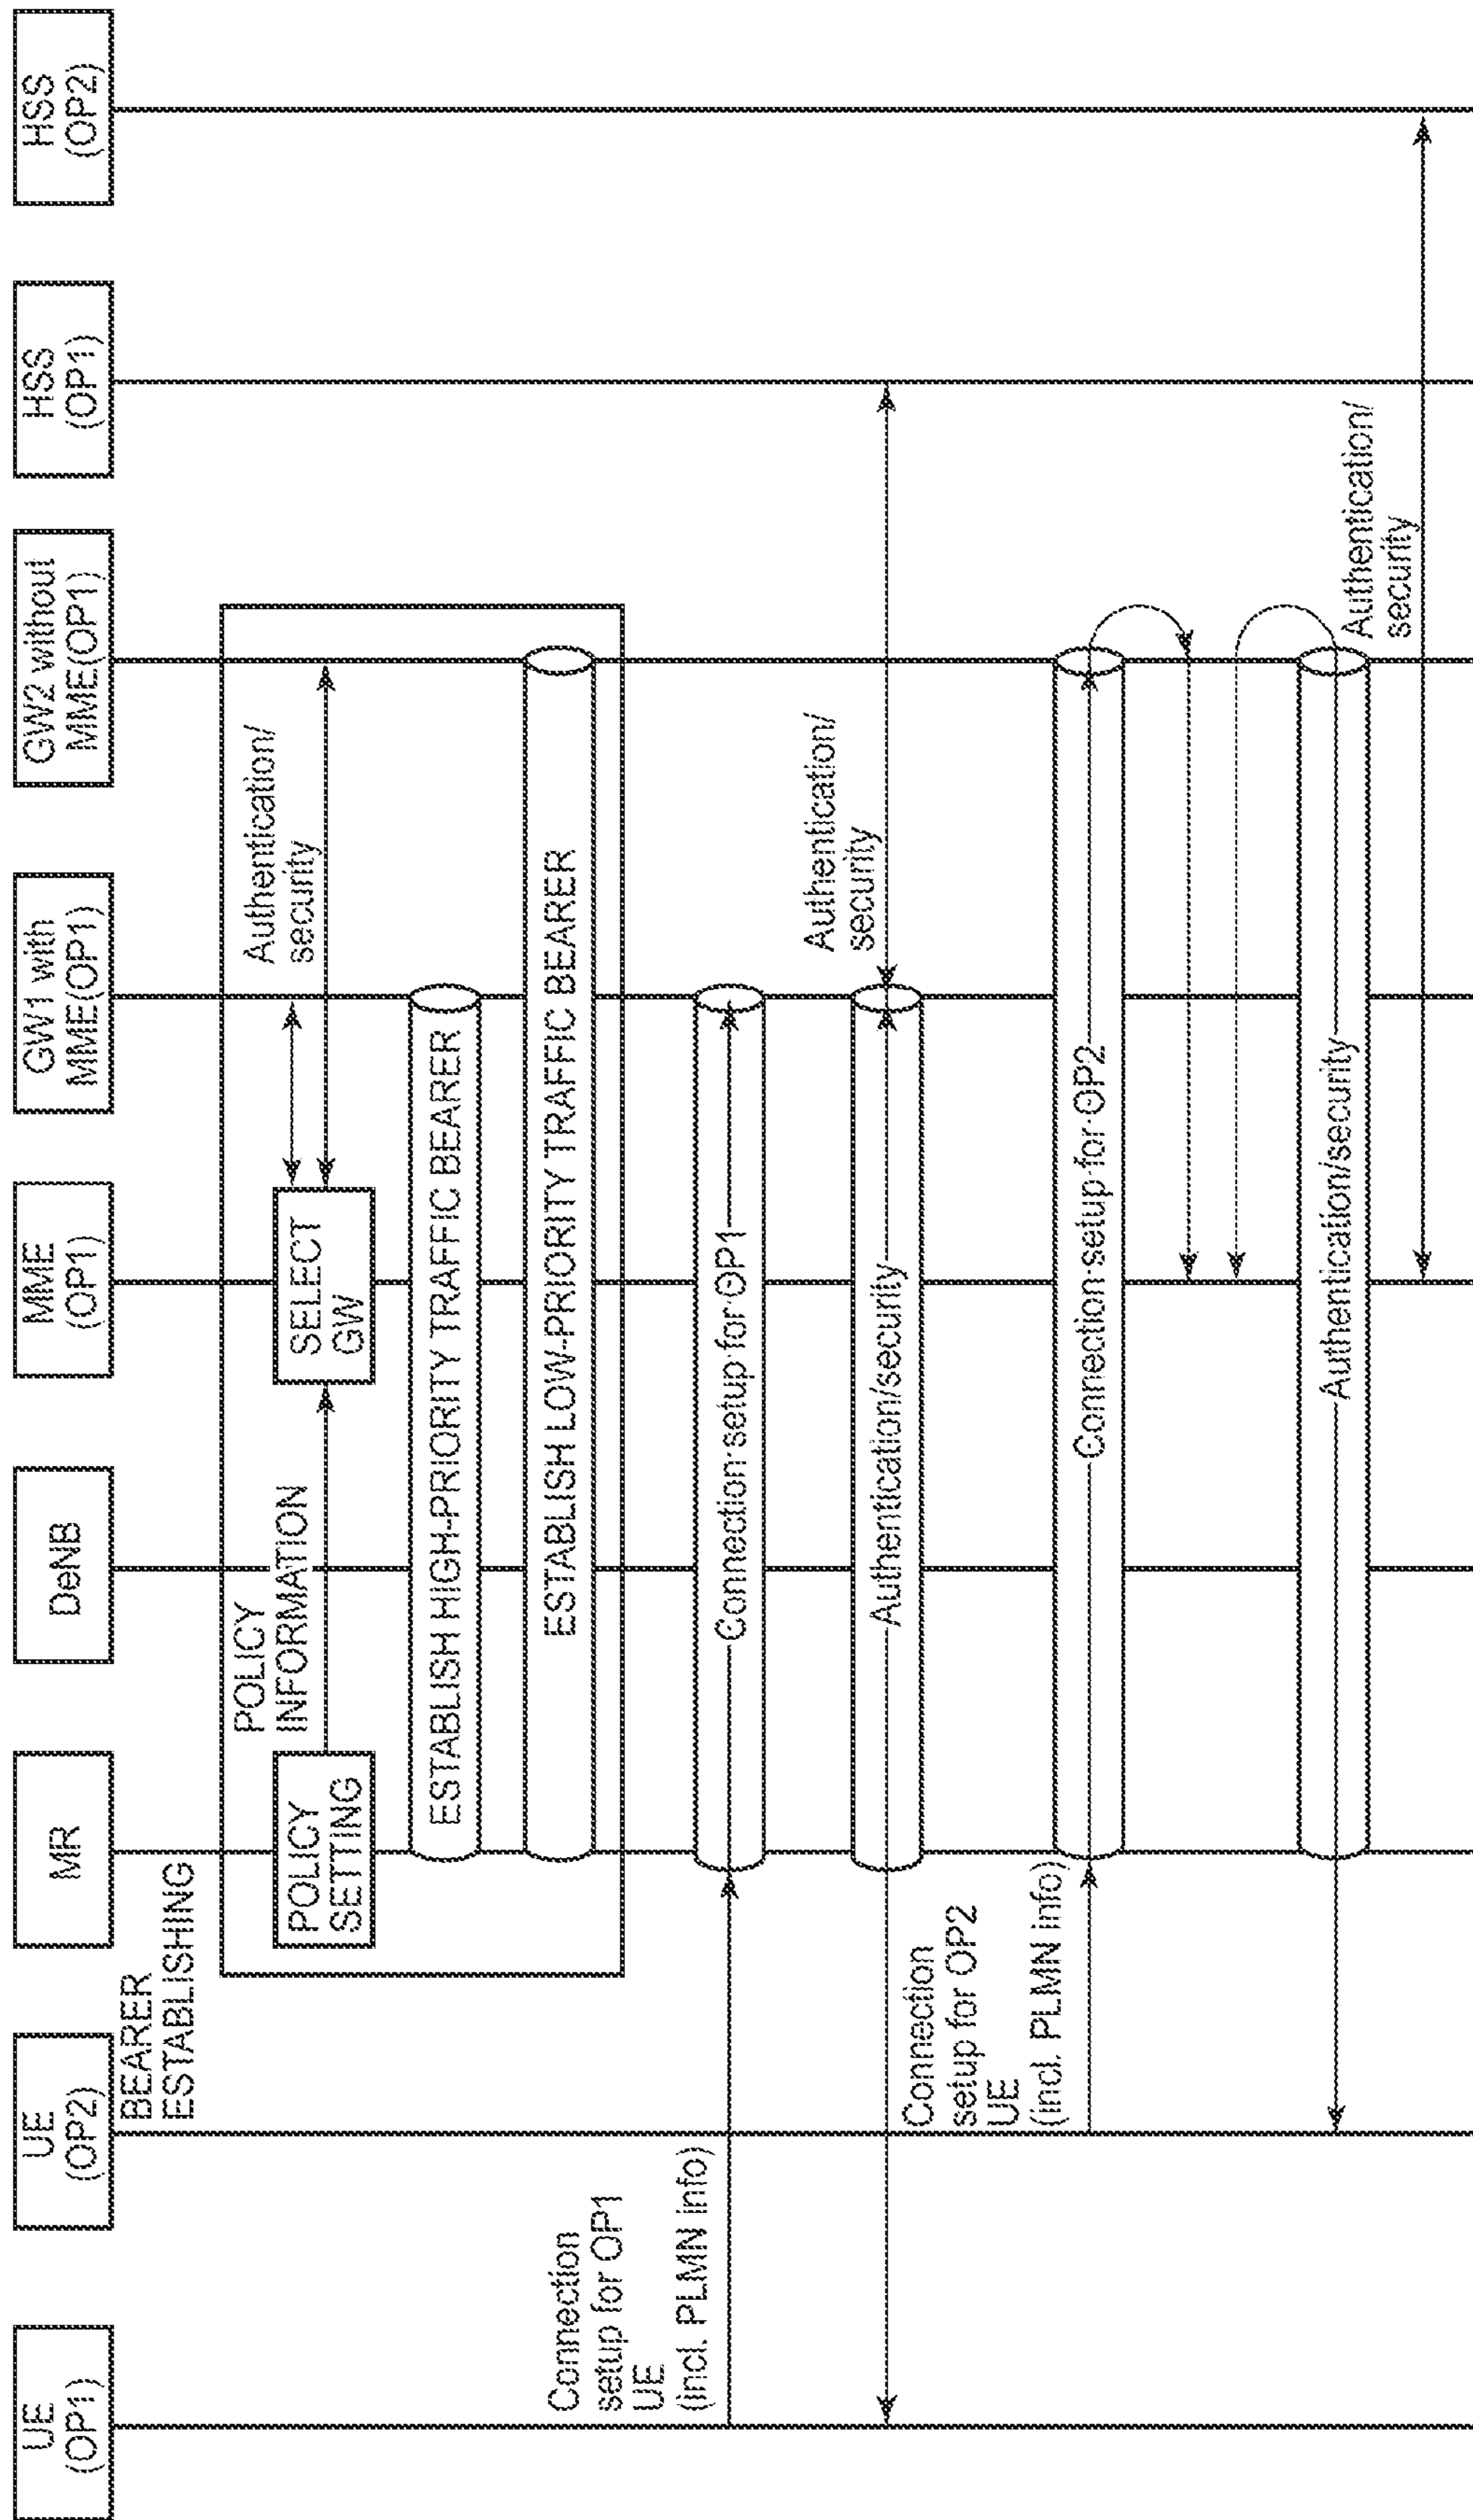 UE
(OP1)
UE
(OP2)
MR
DeNB
MME
(OP1)
GW1 with
MME(OP1)
GW2 without
MME(OP1)
HSS
(OP1)
HSS
(OP2)
BEARER
ESTABLISHING
POLICY
SETTING
POLICY
INFORMATION
SELECT
GW
Authentication/
security
ESTABLISH HIGH-PRIORITY TRAFFIC BEARER
ESTABLISH LOW-PRIORITY TRAFFIC BEARER
Connection
setup for OP1
UE
(incl. PLMN info)
Connection setup for OP1
Authentication/security
Authentication/
security
Connection
setup for OP2
UE
(incl. PLMN info)
Connection setup for OP2
Authentication/security
Authentication/
security